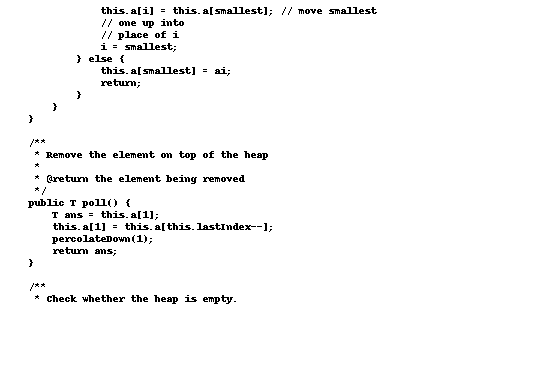 this.a[i] = this.a[smallest]; // move smallest
// one up into
// place of i
i = smallest;
} else {
this.a[smallest] = ai;
return;
}
}
}
/**
* Remove the element on top of the heap
*
* @return the element being removed
*/
public T poll() {
T ans = this.a[1];
this.a[1] = this.a[this.lastIndex--];
percolateDown(1);
return ans;
}
/**
* Check whether the heap is empty.